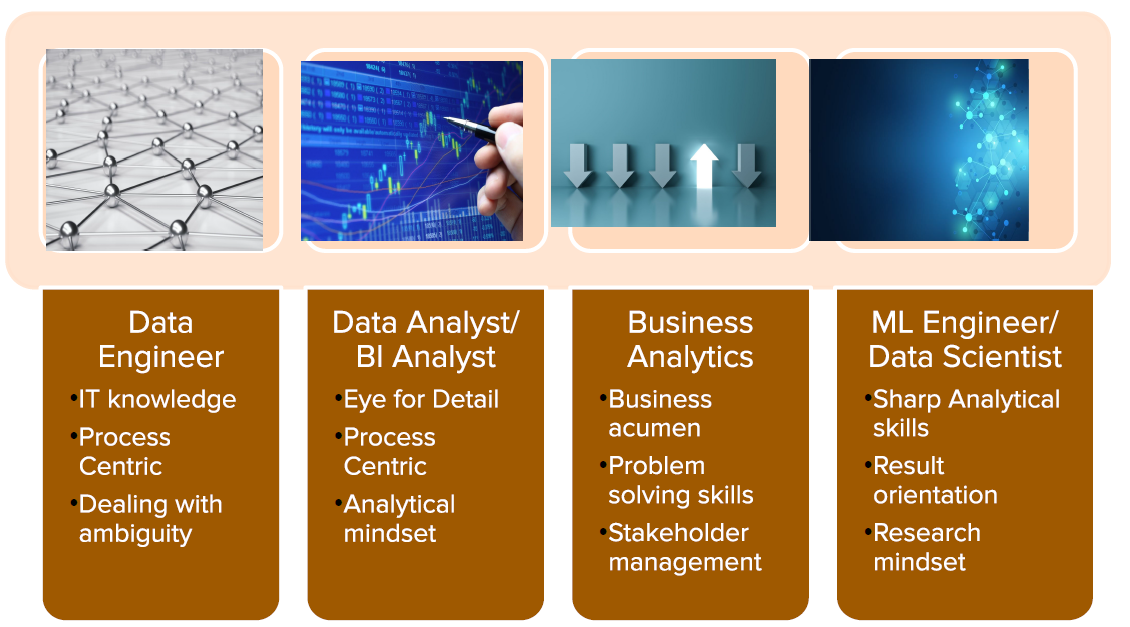 Data
Engineer
•IT knowledge
•Process
Centric
•Dealing with
ambiguity
Data Analyst/
BI Analyst
•Eye for Detail
•Process
Centric
•Analytical
mindset
Business
Analytics
•Business
acumen
•Problem
solving skills
•Stakeholder
management
ML Engineer/
Data Scientist
•Sharp Analytical
skills
•Result
orientation
•Research
mindset